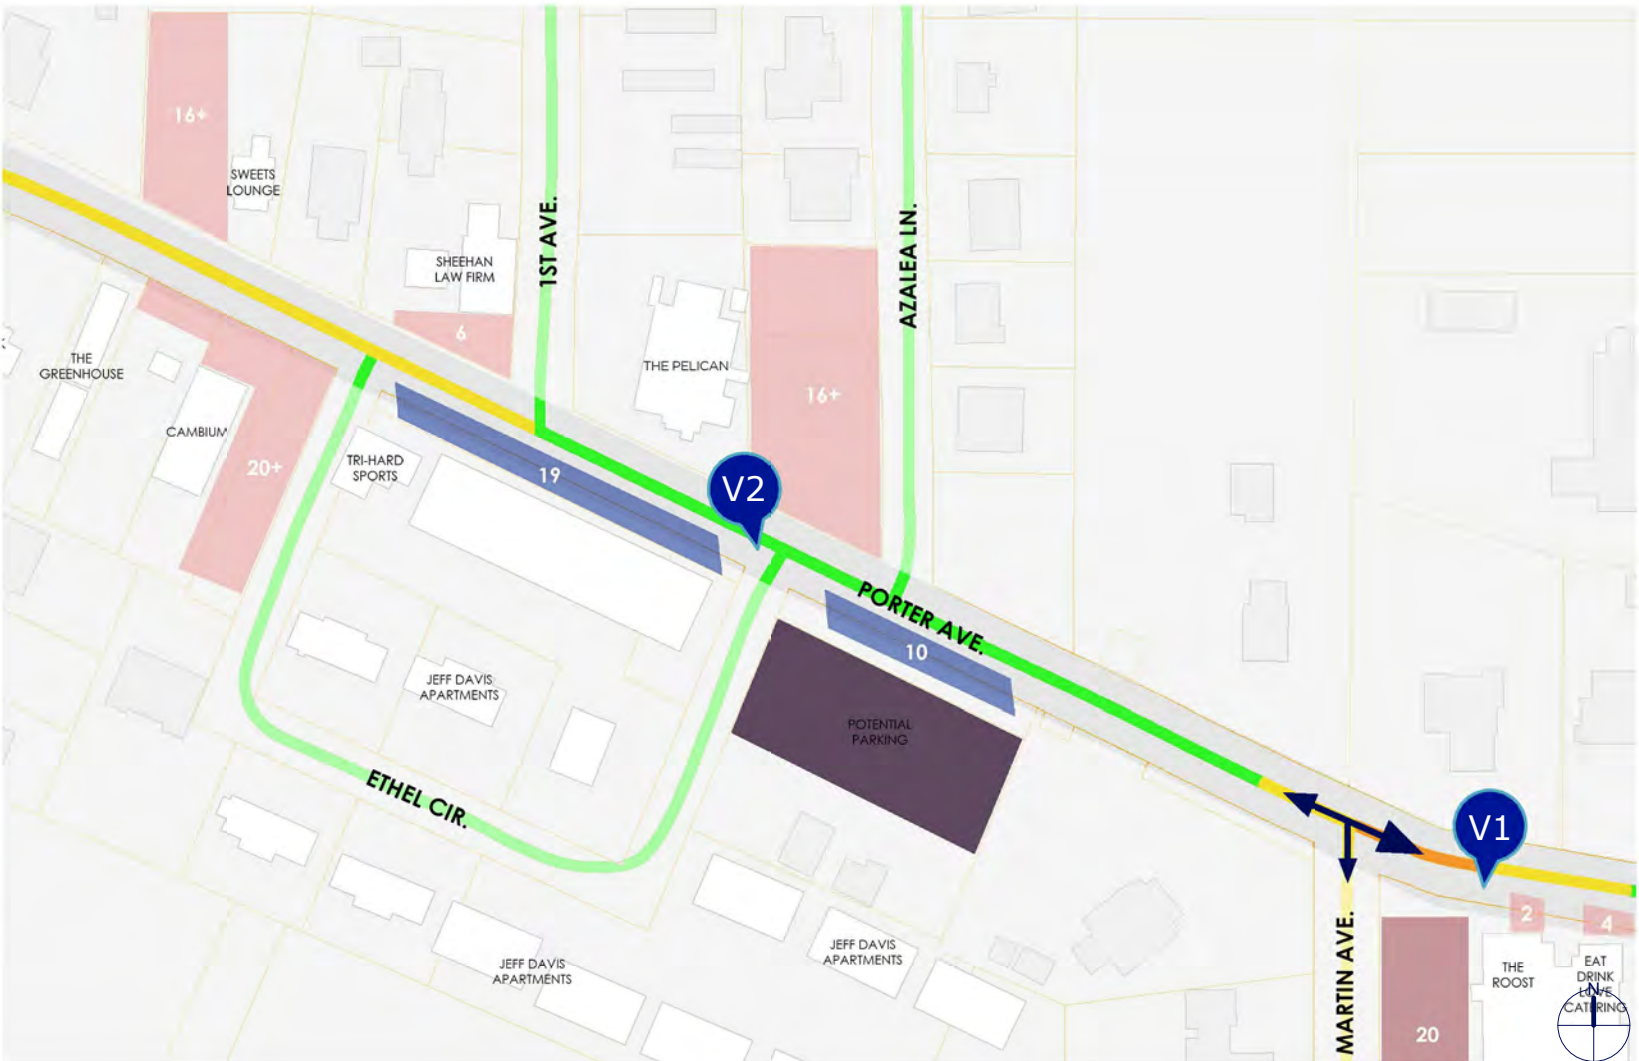 16+
SWEETS
LOUNGE
1ST AVE.
AZALEA LN.
SHEEHAN
LAW FIRM
6
THE
GREENHOUSE
THE PELICAN
16+
CAMBIUM
20+
TRI-HARD
SPORTS
19
V2
PORTER AVE.
10
JEFF DAVIS
APARTMENTS
POTENTIAL
PARKING
ETHEL CIR.
V1
2
4
MARTIN AVE.
JEFF DAVIS
APARTMENTS
JEFF DAVIS
APARTMENTS
THE
ROOST
EAT
DRINK
LOVE
CATERING
N
20